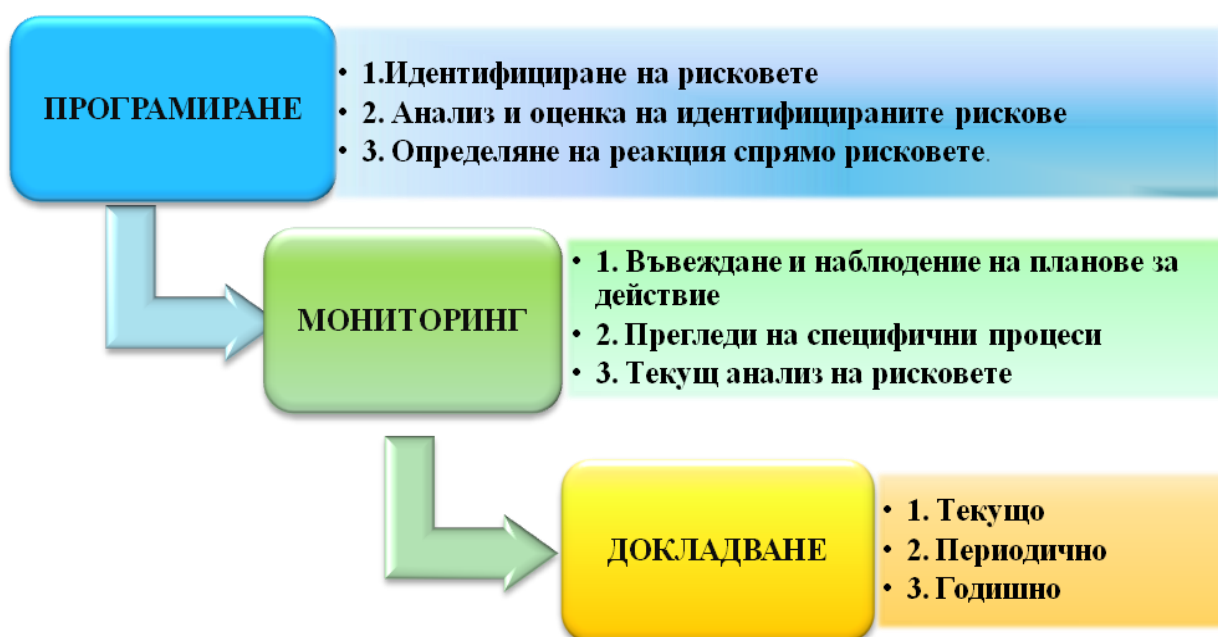 ПРОГРАМИРАНЕ
• 1.Идентифициране на рисковете
• 2. Анализ и оценка на идентифицираните рискове
• 3. Определяне на реакция спрямо рисковете.
МОНИТОРИНГ
• 1. Въвеждане и наблюдение на планове за
действие
• 2. Прегледи на специфични процеси
• 3. Текущ анализ на рисковете
ДОКЛАДВАНЕ
• 1. Текущо
• 2. Периодично
• 3. Годишно